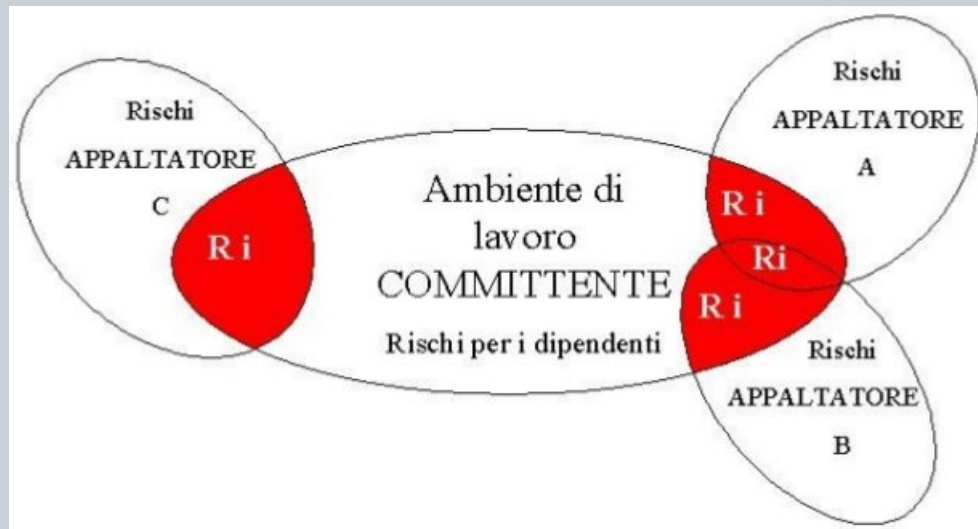 Rischi
APPALTATORE
C
R i
Ambiente di
lavoro
COMMITTENTE
Rischi per i dipendenti
Rischi
APPALTATORE
A
R i
Ri
R i
Rischi
APPALTATORE
B